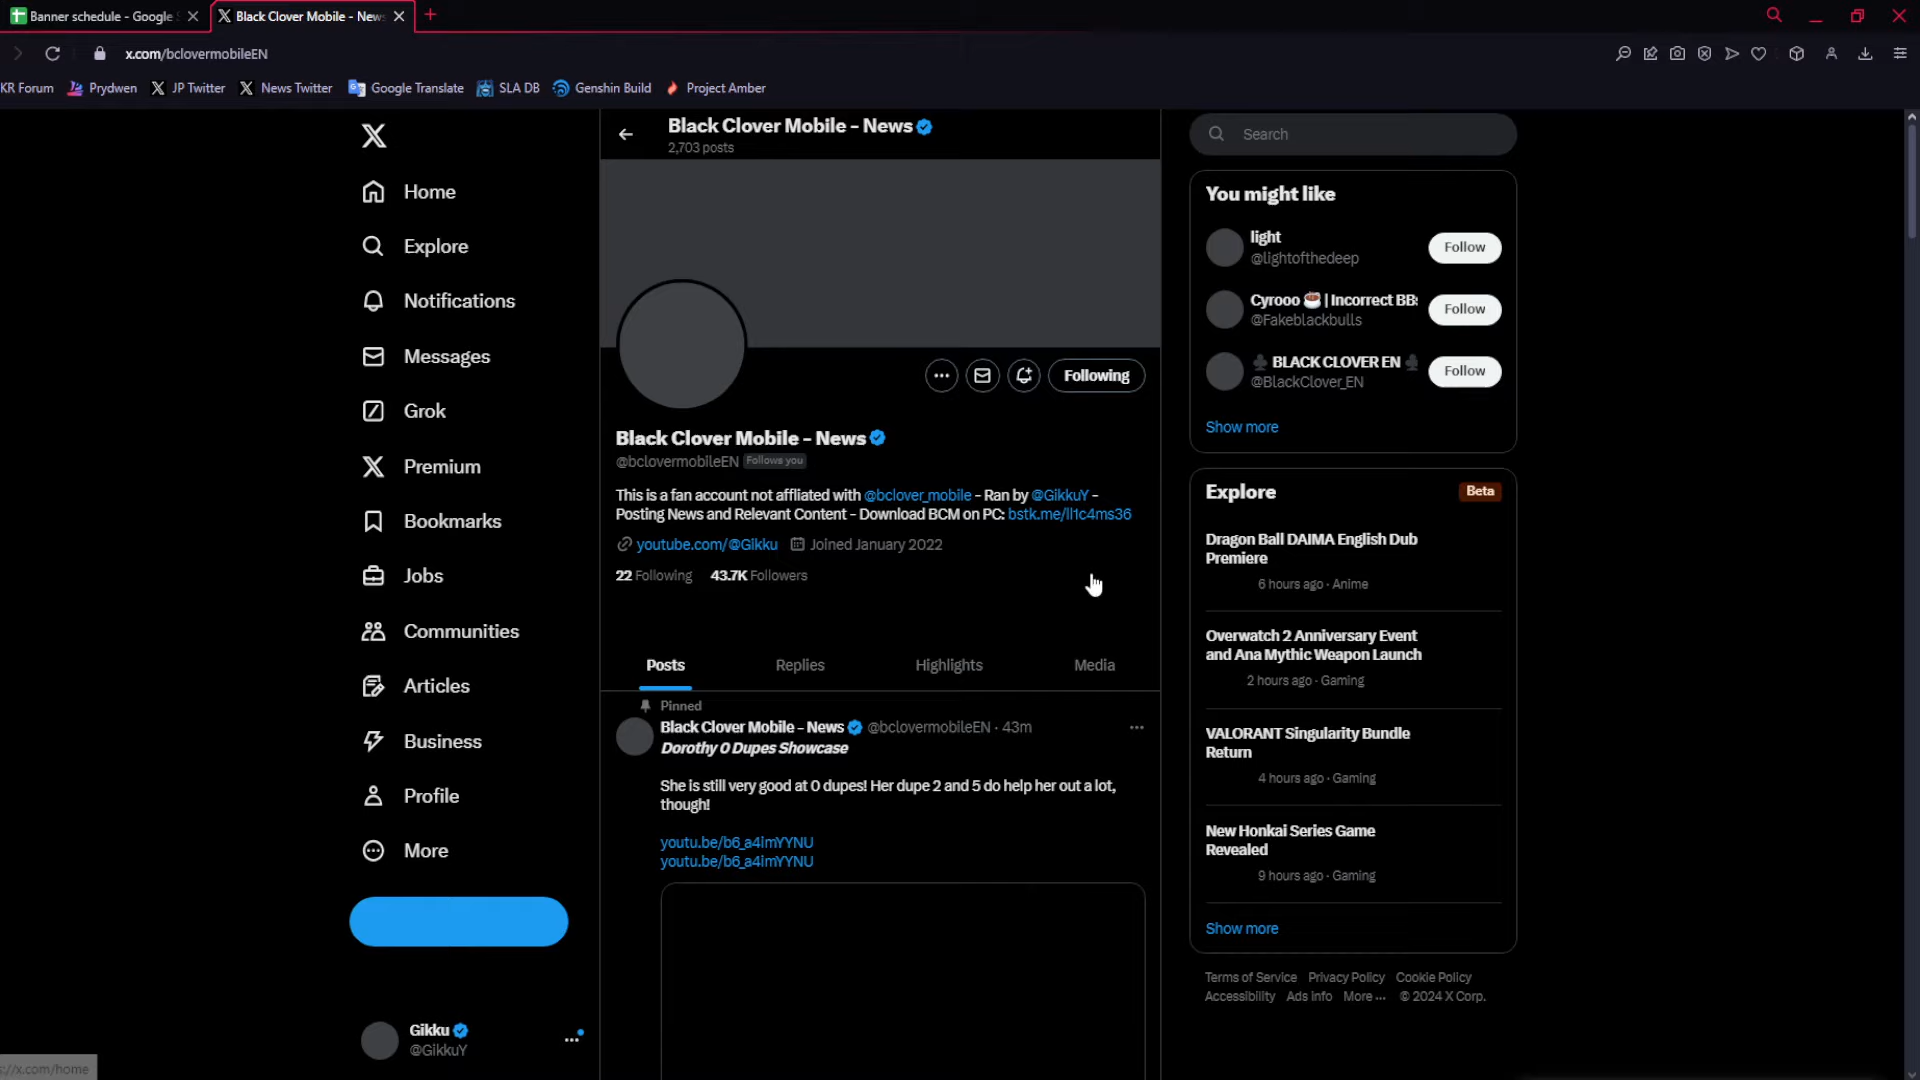 Banner schedule - Google
Black Clover Mobile - New
x.com/bclovermobileEN
KR Forum
Prydwen
JP Twitter
News Twitter
Google Translate
SLA DB
Genshin Build
Project Amber
Home
Explore
Notifications
Messages
Grok
Premium
Bookmarks
Jobs
Communities
Articles
Business
Profile
More
Gikku
@GikkuY
://x.com/home
Black Clover Mobile - News
2,703 posts
Following
Black Clover Mobile - News
@bclovermobileEN Follows you
This is a fan account not affliated with @bclover_mobile - Ran by @GikkuY -
Posting News and Relevant Content - Download BCM on PC: bstk.me/l1c4ms36
youtube.com/@Gikku Joined January 2022
22 Following 43.7K Followers
Posts Replies Highlights Media
Pinned
Black Clover Mobile - News @bclovermobileEN · 43m
Dorothy 0 Dupes Showcase
She is still very good at 0 dupes! Her dupe 2 and 5 do help her out a lot,
though!
youtu.be/b6_a4imYYNU
youtu.be/b6_a4imYYNU
Search
You might like
light
@lightofthedeep
Follow
Cyrooo ☕ | Incorrect BBs
@Fakeblackbulls
Follow
♣ BLACK CLOVER EN ♣
@BlackClover_EN
Follow
Show more
Explore Beta
Dragon Ball DAIMA English Dub
Premiere
6 hours ago · Anime
Overwatch 2 Anniversary Event
and Ana Mythic Weapon Launch
2 hours ago · Gaming
VALORANT Singularity Bundle
Return
4 hours ago · Gaming
New Honkai Series Game
Revealed
9 hours ago · Gaming
Show more
Terms of Service Privacy Policy Cookie Policy
Accessibility Ads info More ··· © 2024 X Corp.